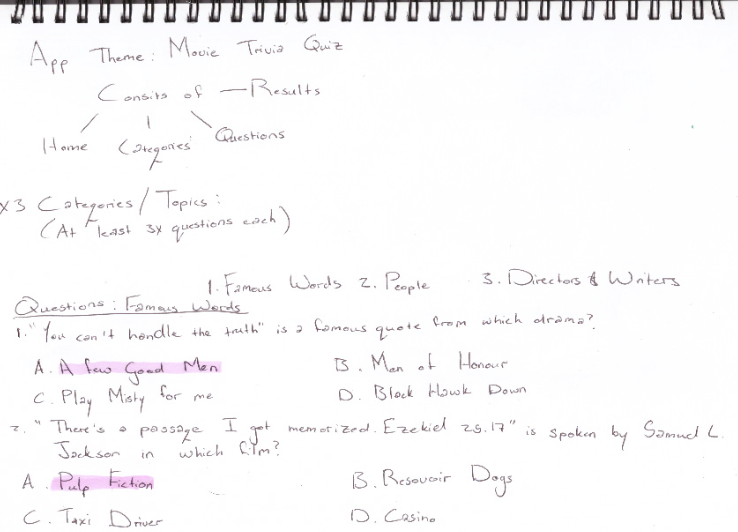 App Theme: Movie Trivia Quiz
Consits of — Results
Home Categories Questions
x3 Categories / Topics:
(At least 3x questions each)
1. Famous Words 2. People 3. Directors & Writers
Questions: Famous Words
1. "You can't handle the truth" is a famous quote from which drama?
A. A few Good Men B. Men of Honour
C. Play Misty for me D. Black Hawk Down
2. "There's a passage I got memorized. Ezekiel 25.17" is spoken by Samuel L.
Jackson in which film?
A. Pulp Fiction B. Resovoir Dogs
C. Taxi Driver D. Casino